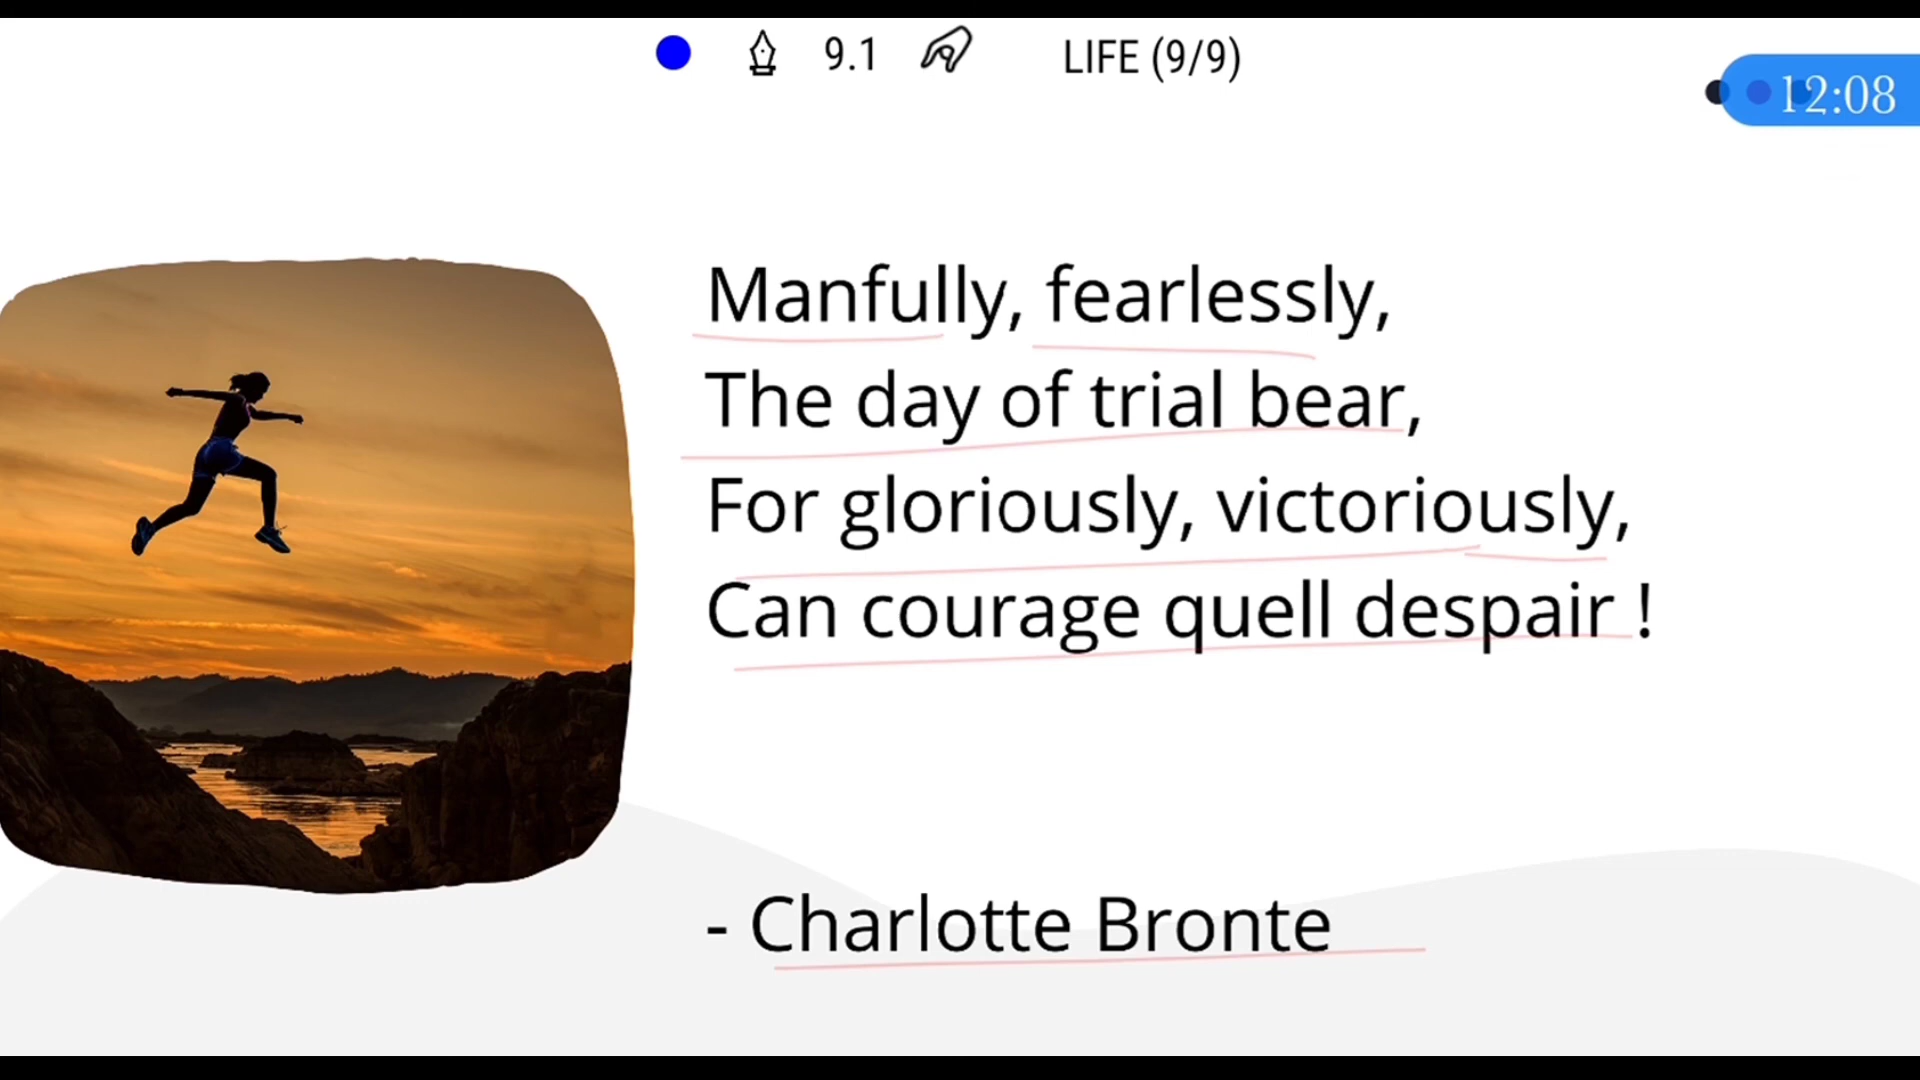 9.1 LIFE (9/9)
12:08
Manfully, fearlessly,
The day of trial bear,
For gloriously, victoriously,
Can courage quell despair !
- Charlotte Bronte